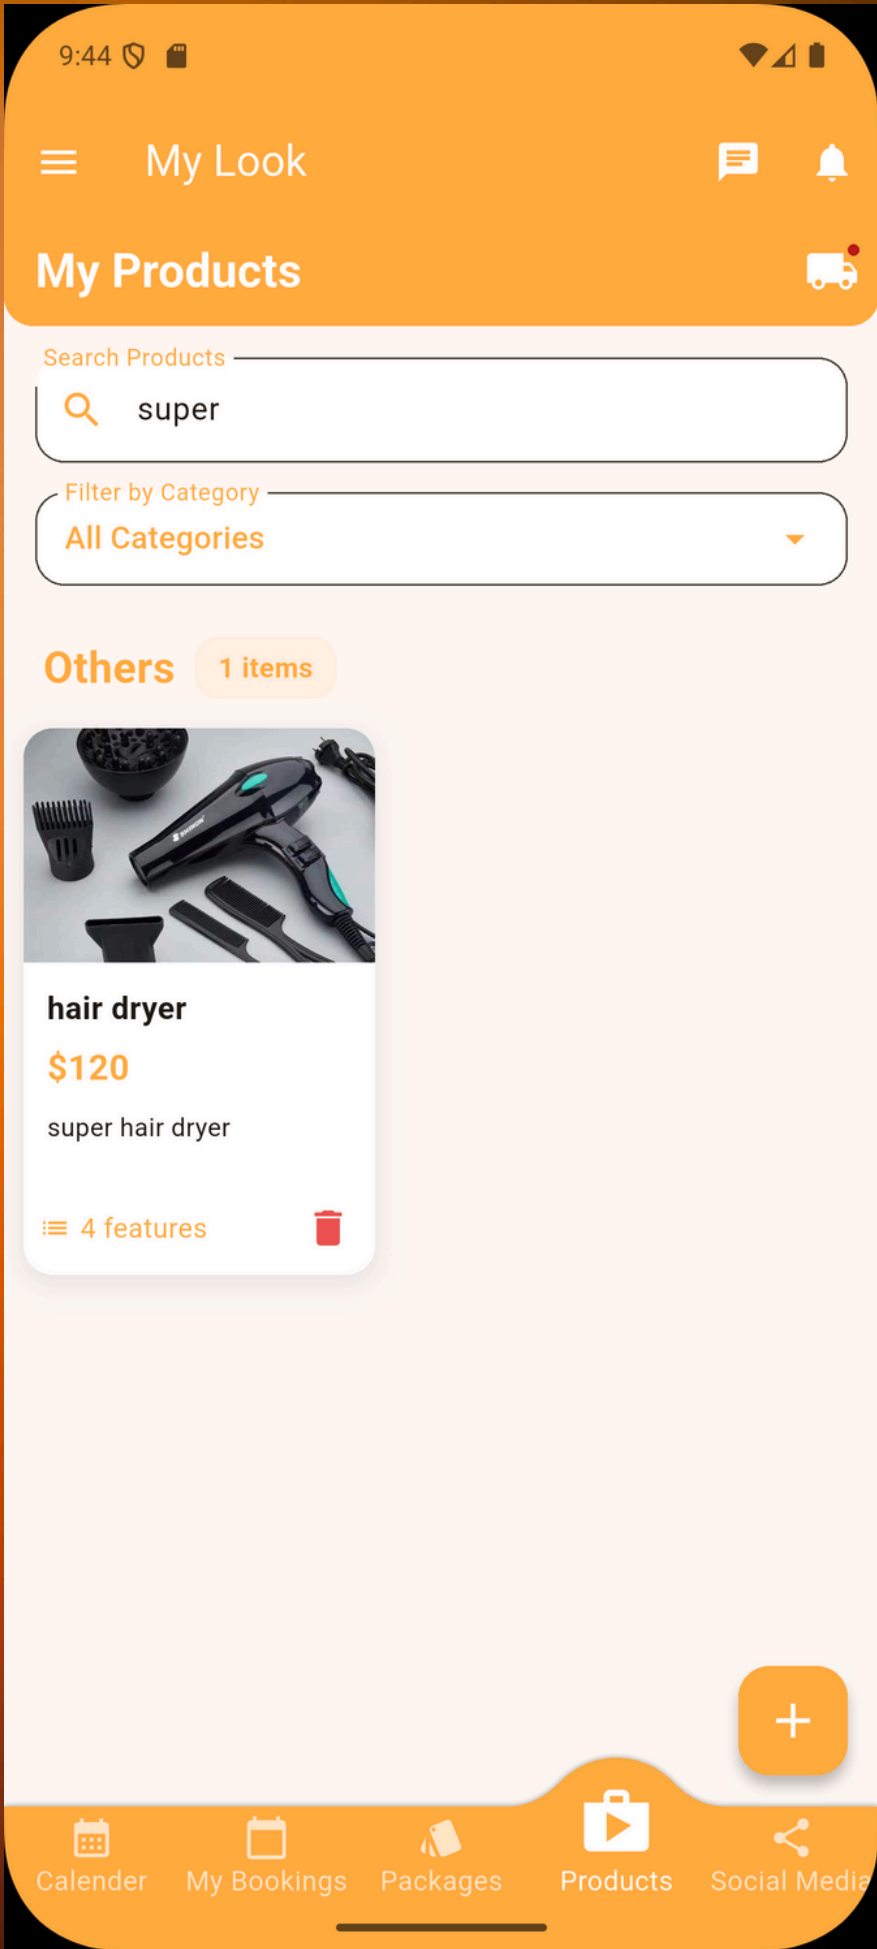 9:44
My Look
My Products
Search Products
super
Filter by Category
All Categories
Others 1 items
SHINON
hair dryer
$120
super hair dryer
4 features
Calender My Bookings Packages Products Social Media